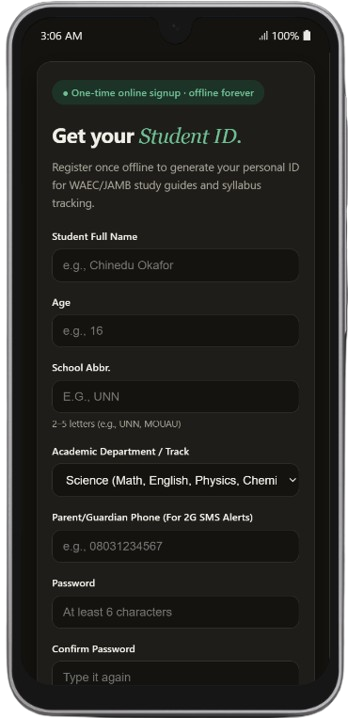 3:06 AM 100%
• One-time online signup · offline forever
Get your Student ID.
Register once offline to generate your personal ID
for WAEC/JAMB study guides and syllabus
tracking.
Student Full Name
e.g., Chinedu Okafor
Age
e.g., 16
School Abbr.
E.G., UNN
2–5 letters (e.g., UNN, MOUAU)
Academic Department / Track
Science (Math, English, Physics, Chemi
Parent/Guardian Phone (For 2G SMS Alerts)
e.g., 08031234567
Password
At least 6 characters
Confirm Password
Type it again